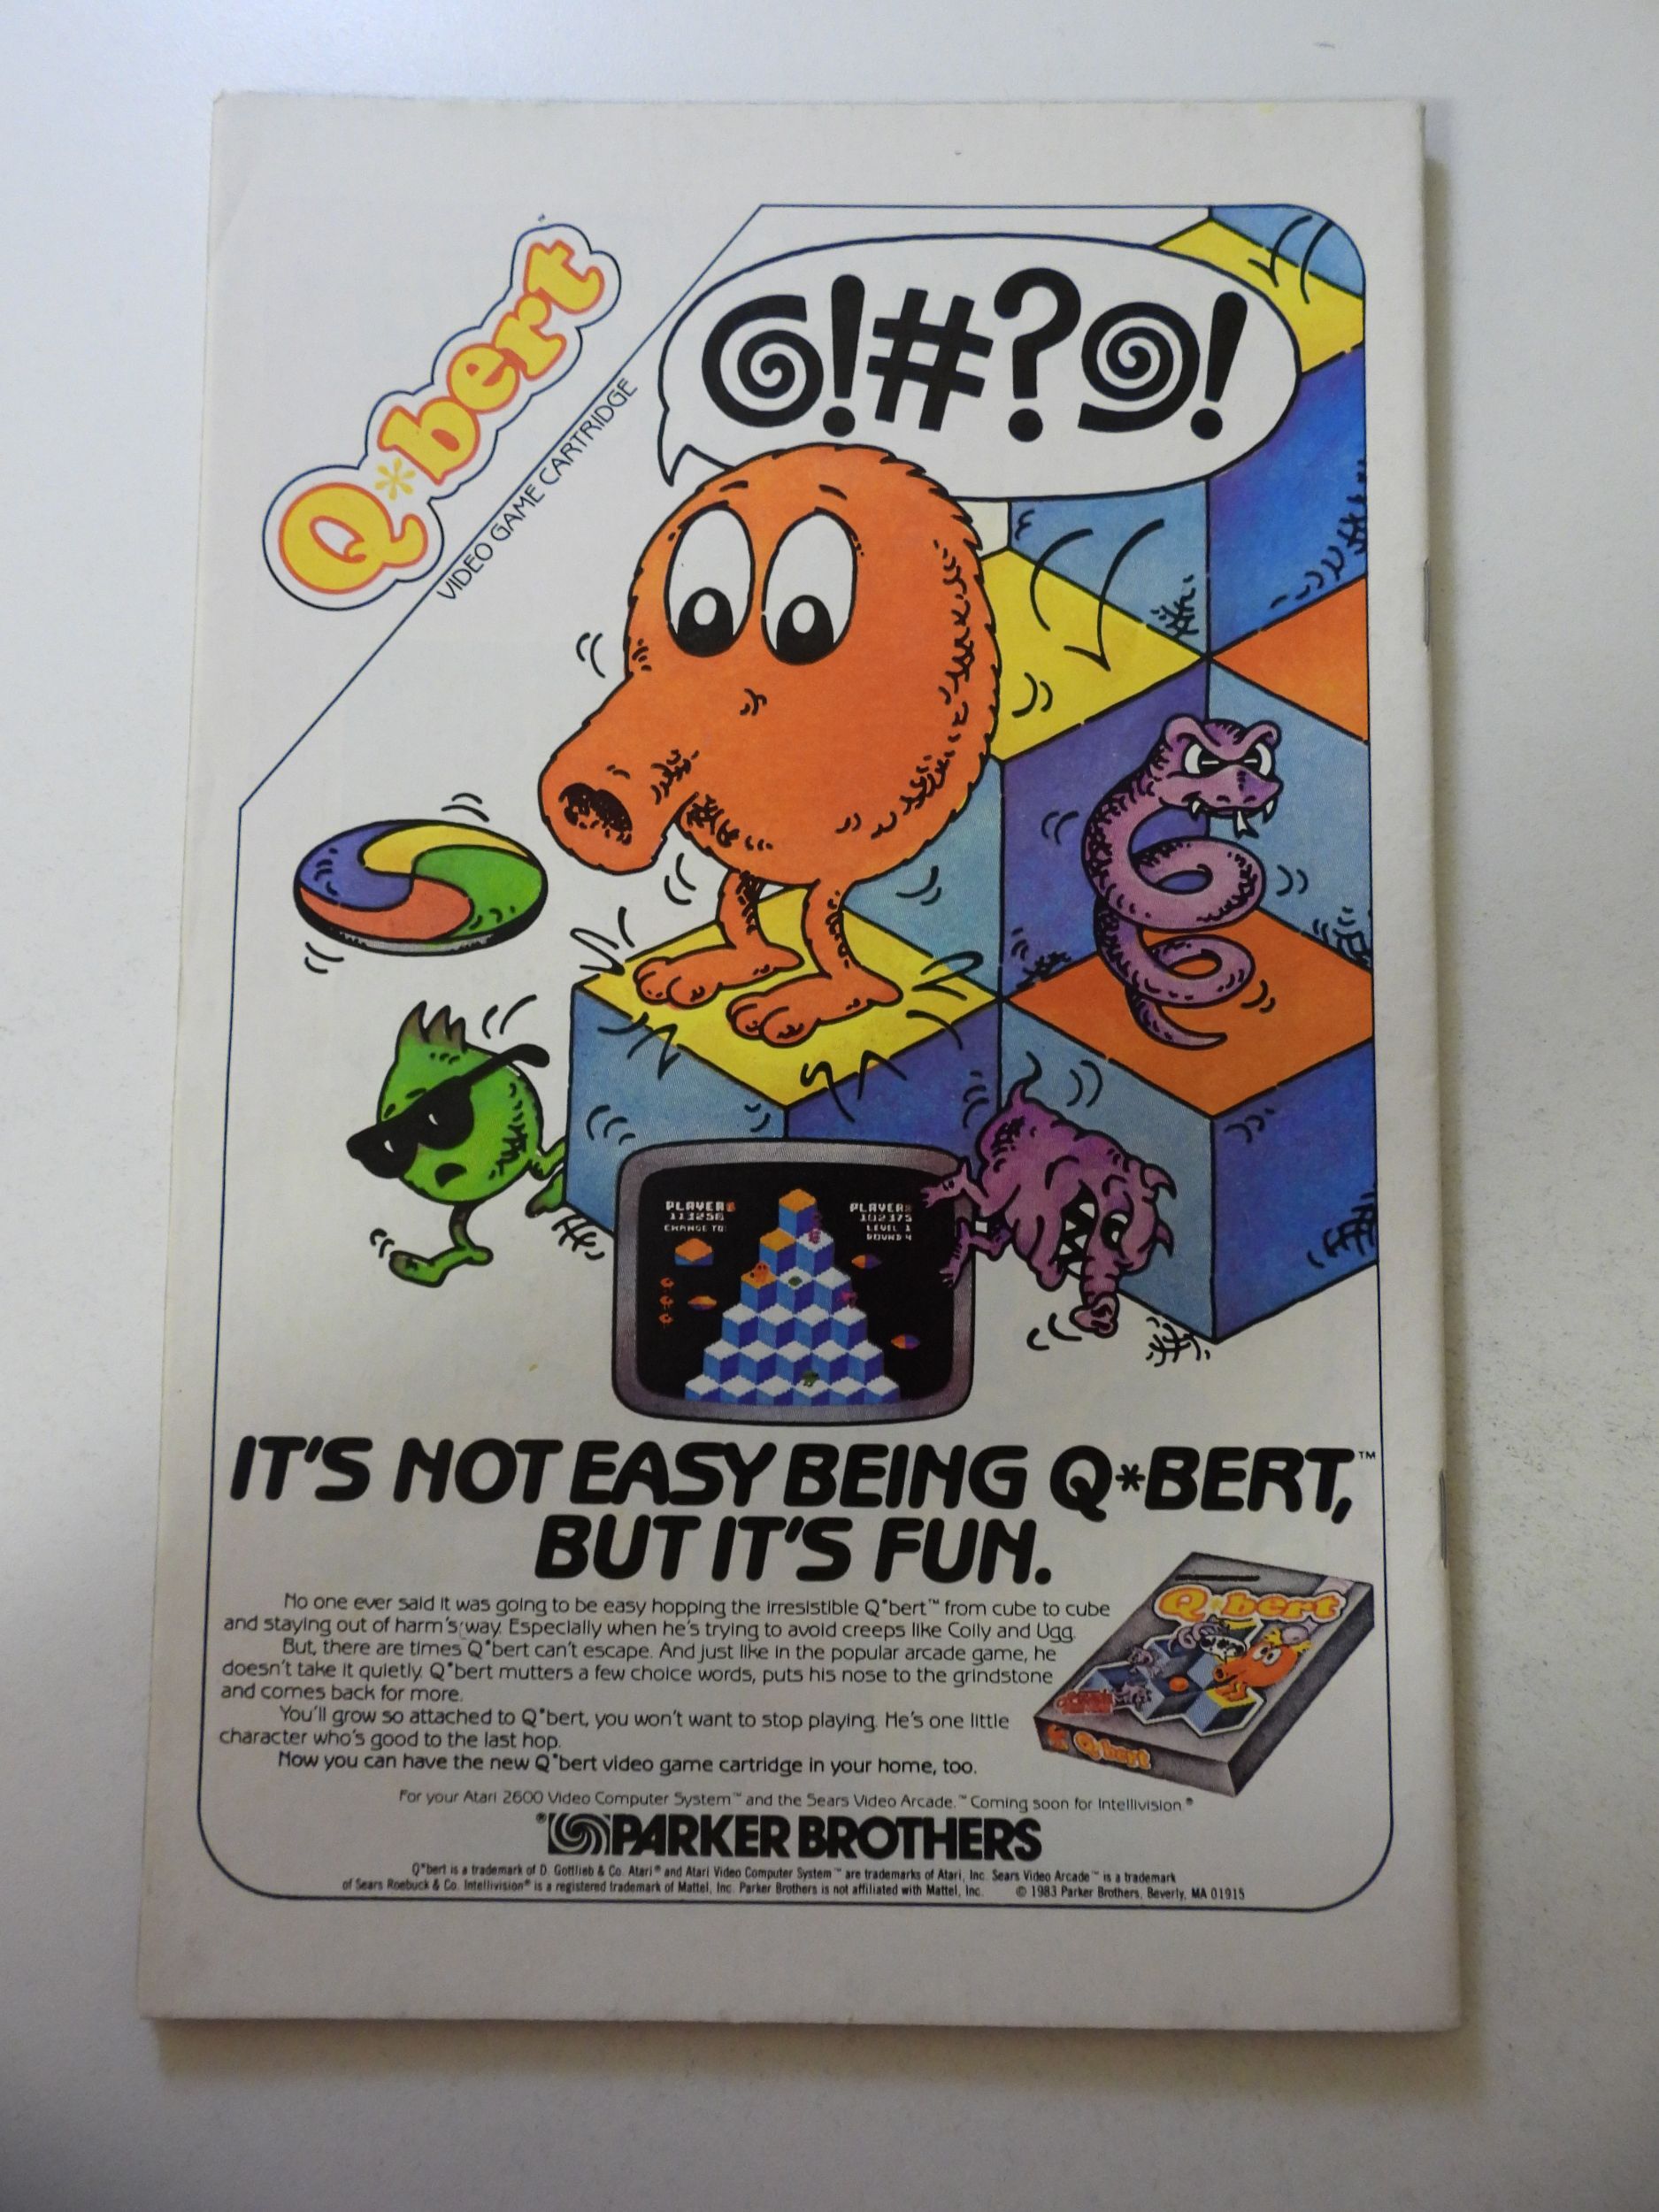 Q*bert™
VIDEO GAME CARTRIDGE
@!#?@!
PLAYER 113250
CHANGE TO:
PLAYER 102375
LEVEL 1
ROUND 4
IT'S NOT EASY BEING Q*BERT,™
BUT IT'S FUN.
No one ever said it was going to be easy hopping the irresistible Q*bert™ from cube to cube
and staying out of harm's way. Especially when he's trying to avoid creeps like Coily and Ugg.
But, there are times Q*bert can't escape. And just like in the popular arcade game, he
doesn't take it quietly. Q*bert mutters a few choice words, puts his nose to the grindstone
and comes back for more.
You'll grow so attached to Q*bert, you won't want to stop playing. He's one little
character who's good to the last hop.
Now you can have the new Q*bert video game cartridge in your home, too.
Q*bert
Q*bert
For your Atari 2600 Video Computer System™ and the Sears Video Arcade.™ Coming soon for Intellivision.®
®PARKER BROTHERS
Q*bert is a trademark of D. Gottlieb & Co. Atari® and Atari Video Computer System™ are trademarks of Atari, Inc. Sears Video Arcade™ is a trademark
of Sears Roebuck & Co. Intellivision® is a registered trademark of Mattel, Inc. Parker Brothers is not affiliated with Mattel, Inc. © 1983 Parker Brothers, Beverly, MA 01915